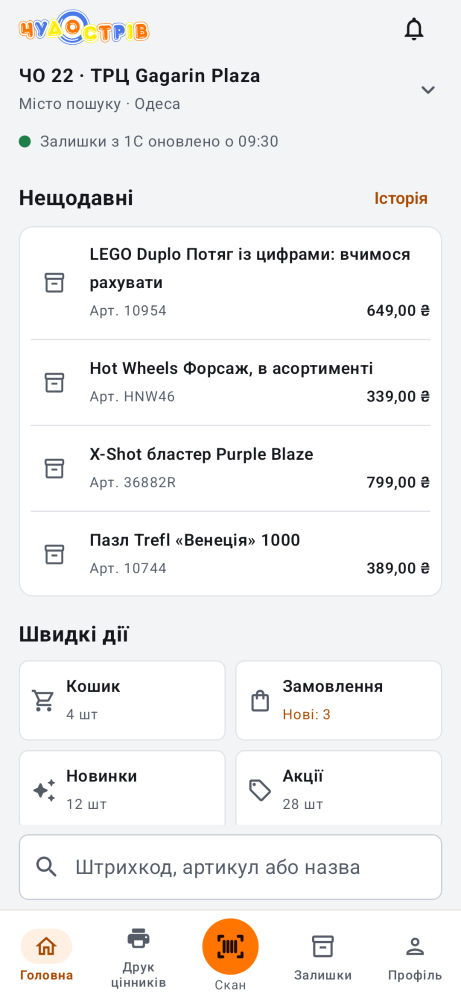 ЧУДОСТРІВ
ЧО 22 · ТРЦ Gagarin Plaza
Місто пошуку · Одеса
Залишки з 1С оновлено о 09:30
Нещодавні
Історія
LEGO Duplo Потяг із цифрами: вчимося
рахувати
Арт. 10954
649,00 ₴
Hot Wheels Форсаж, в асортименті
Арт. HNW46
339,00 ₴
X-Shot бластер Purple Blaze
Арт. 36882R
799,00 ₴
Пазл Trefl «Венеція» 1000
Арт. 10744
389,00 ₴
Швидкі дії
Кошик
4 шт
Замовлення
Нові: 3
Новинки
12 шт
Акції
28 шт
Штрихкод, артикул або назва
Головна
Друк
цінників
Скан
Залишки
Профіль